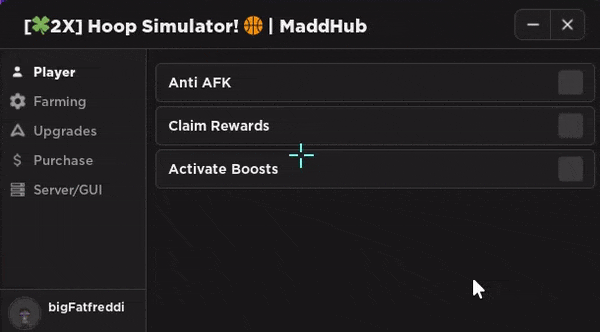 [🍀2X] Hoop Simulator! 🏀 | MaddHub
Player
Farming
Upgrades
Purchase
Server/GUI
Anti AFK
Claim Rewards
Activate Boosts
bigFatfreddi